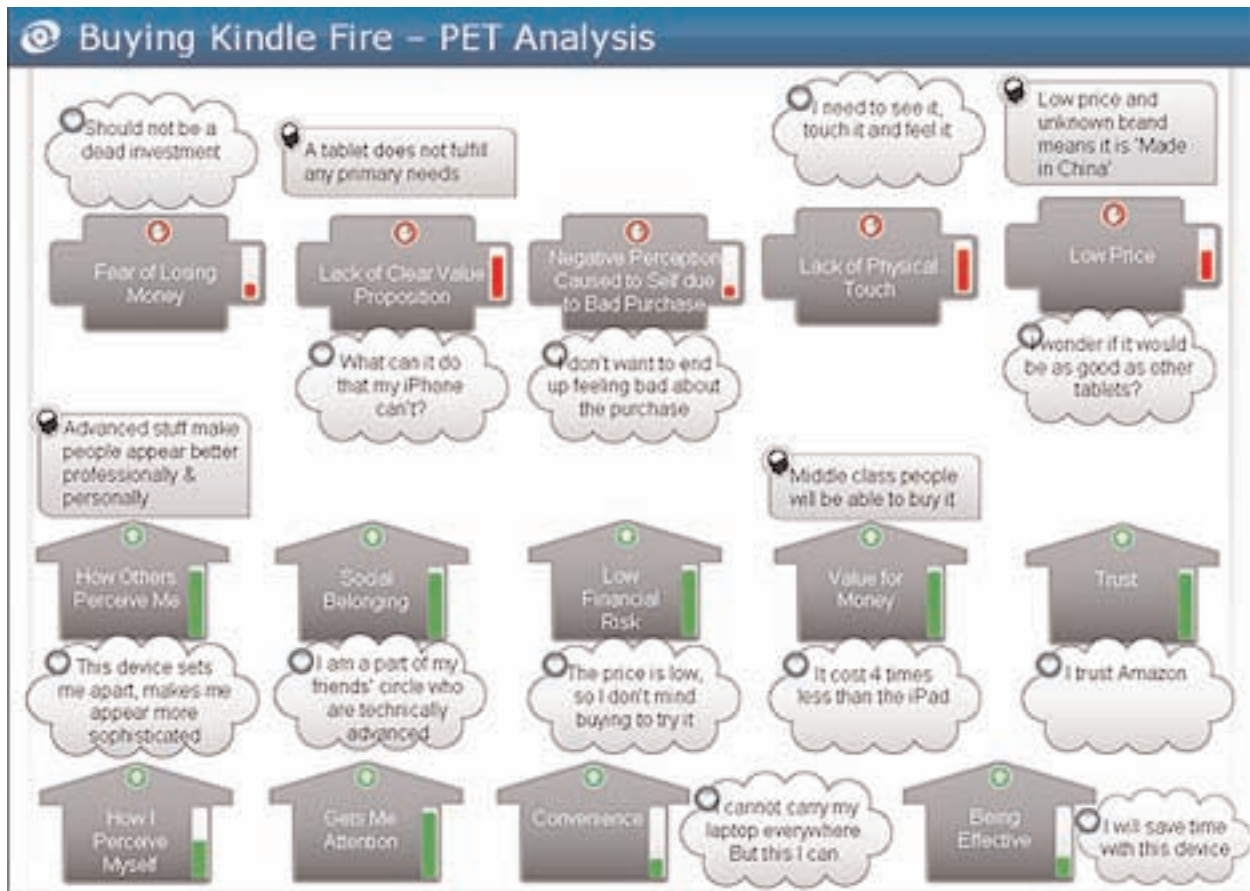 Buying Kindle Fire – PET Analysis
Should not be a
dead investment
A tablet does not fulfill
any primary needs
I need to see it,
touch it and feel it
Low price and
unknown brand
means it is 'Made
in China'
Fear of Losing
Money
Lack of Clear Value
Proposition
Negative Perception
Caused to Self due
to Bad Purchase
Lack of Physical
Touch
Low Price
What can it do
that my iPhone
can't?
I don't want to end
up feeling bad about
the purchase
I wonder if it would
be as good as other
tablets?
Advanced stuff make
people appear better
professionally &
personally
Middle class people
will be able to buy it
How Others
Perceive Me
Social
Belonging
Low
Financial
Risk
Value for
Money
Trust
This device sets
me apart, makes me
appear more
sophisticated
I am a part of my
friends' circle who
are technically
advanced
The price is low,
so I don't mind
buying to try it
It cost 4 times
less than the iPad
I trust Amazon
How I
Perceive
Myself
Gets Me
Attention
Convenience
I cannot carry my
laptop everywhere
But this I can
Being
Effective
I will save time
with this device